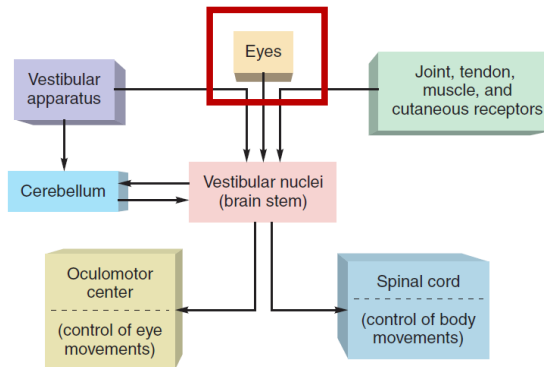 Eyes
Vestibular
apparatus
Joint, tendon,
muscle, and
cutaneous receptors
Cerebellum
Vestibular nuclei
(brain stem)
Oculomotor
center
(control of eye
movements)
Spinal cord
(control of body
movements)